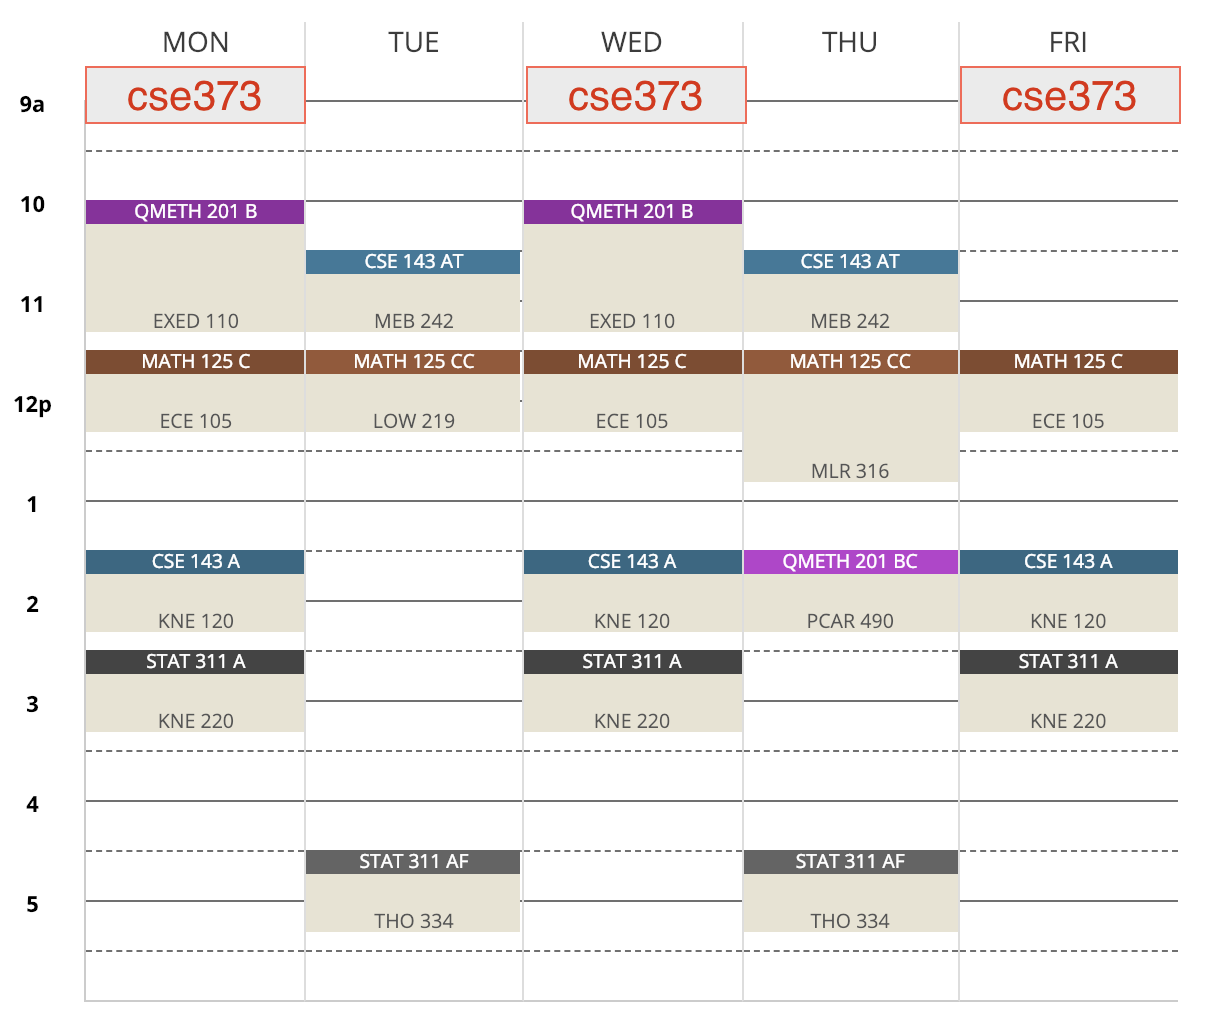 MON TUE WED THU FRI
9a cse373 cse373 cse373
10 QMETH 201 B QMETH 201 B
CSE 143 AT CSE 143 AT
11 EXED 110 MEB 242 EXED 110 MEB 242
MATH 125 C MATH 125 CC MATH 125 C MATH 125 CC MATH 125 C
12p ECE 105 LOW 219 ECE 105 ECE 105
MLR 316
1
CSE 143 A CSE 143 A QMETH 201 BC CSE 143 A
2 KNE 120 KNE 120 PCAR 490 KNE 120
STAT 311 A STAT 311 A STAT 311 A
3 KNE 220 KNE 220 KNE 220
4
STAT 311 AF STAT 311 AF
5 THO 334 THO 334